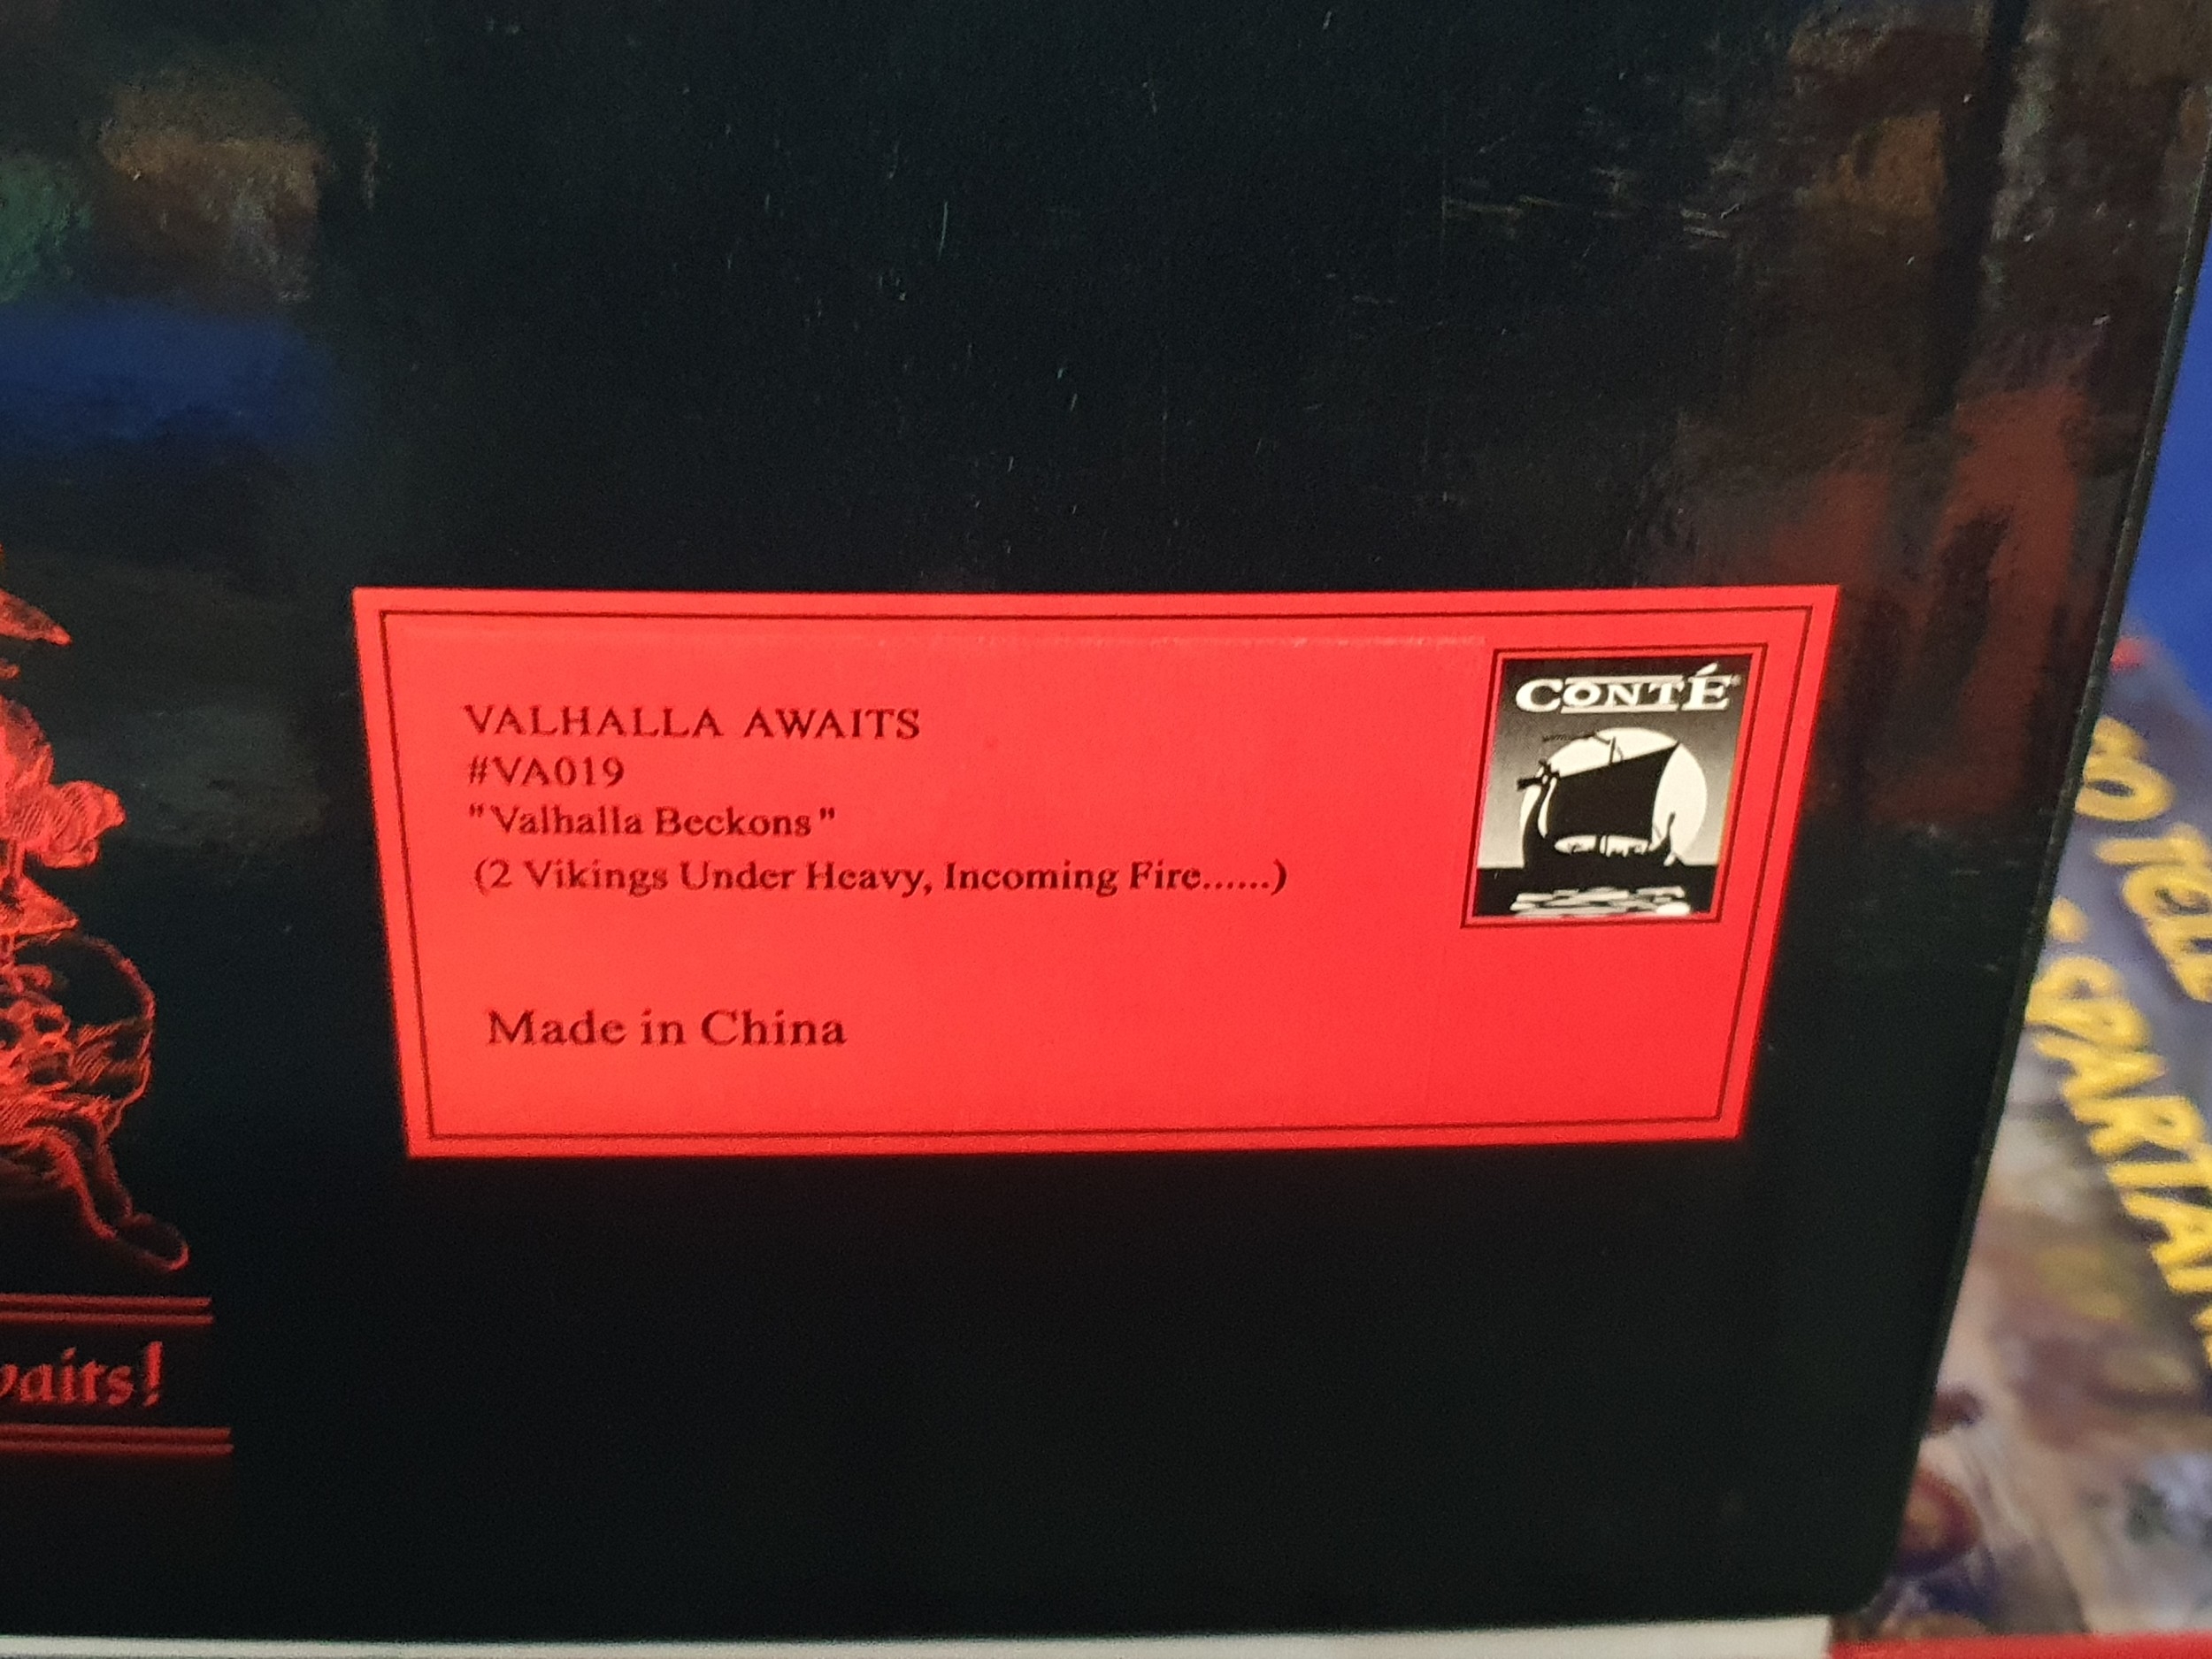 VALHALLA AWAITS
#VA019
"Valhalla Beckons"
(2 Vikings Under Heavy, Incoming Fire......)
Made in China
CONTÉ